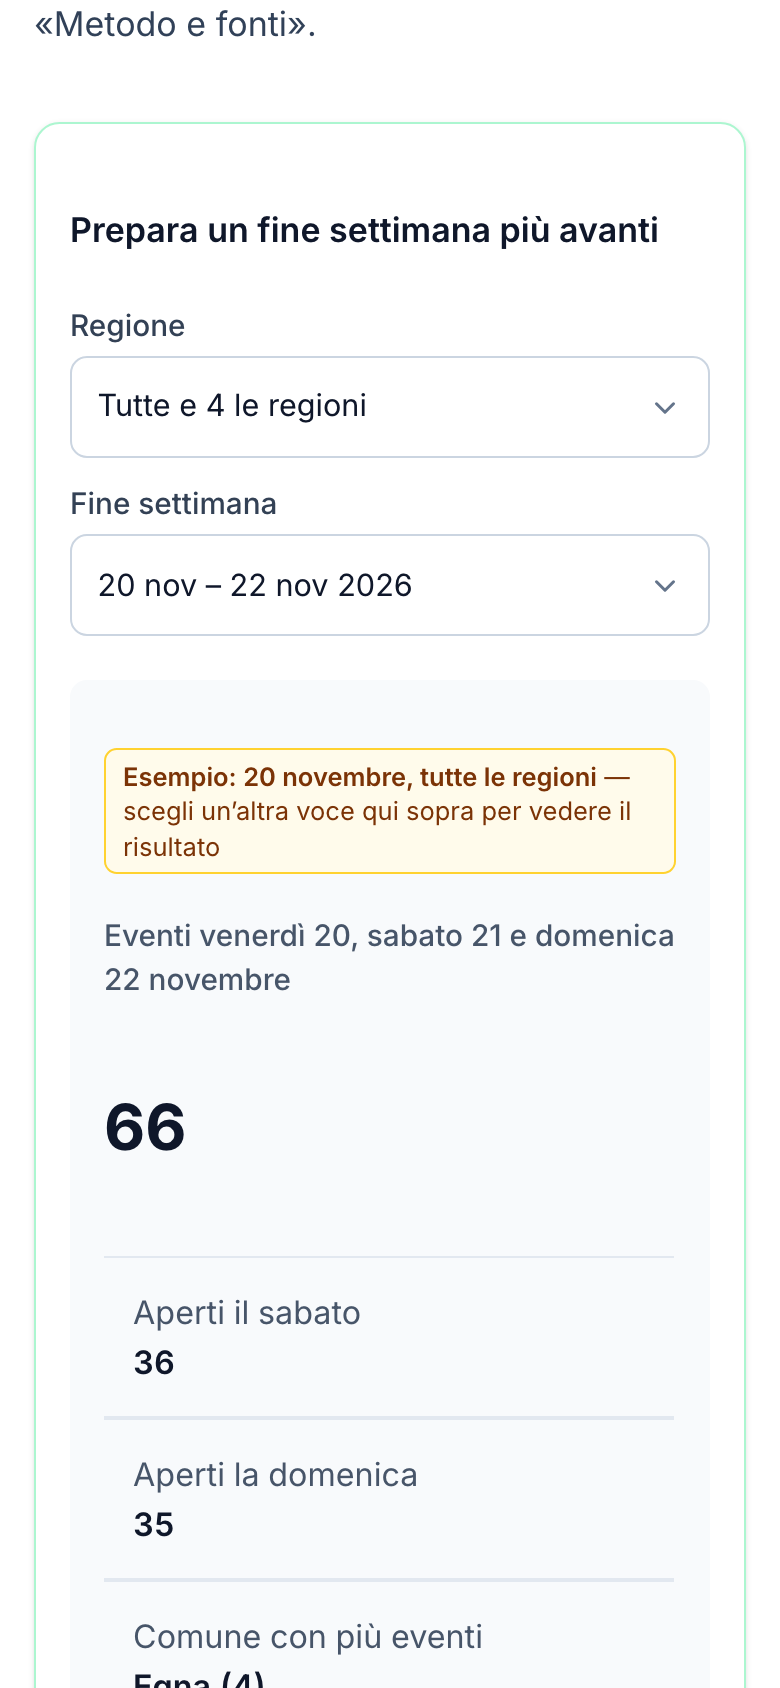 «Metodo e fonti».
Prepara un fine settimana più avanti
Regione
Tutte e 4 le regioni
Fine settimana
20 nov – 22 nov 2026
Esempio: 20 novembre, tutte le regioni —
scegli un’altra voce qui sopra per vedere il
risultato
Eventi venerdì 20, sabato 21 e domenica
22 novembre
66
Aperti il sabato
36
Aperti la domenica
35
Comune con più eventi
Egna (4)